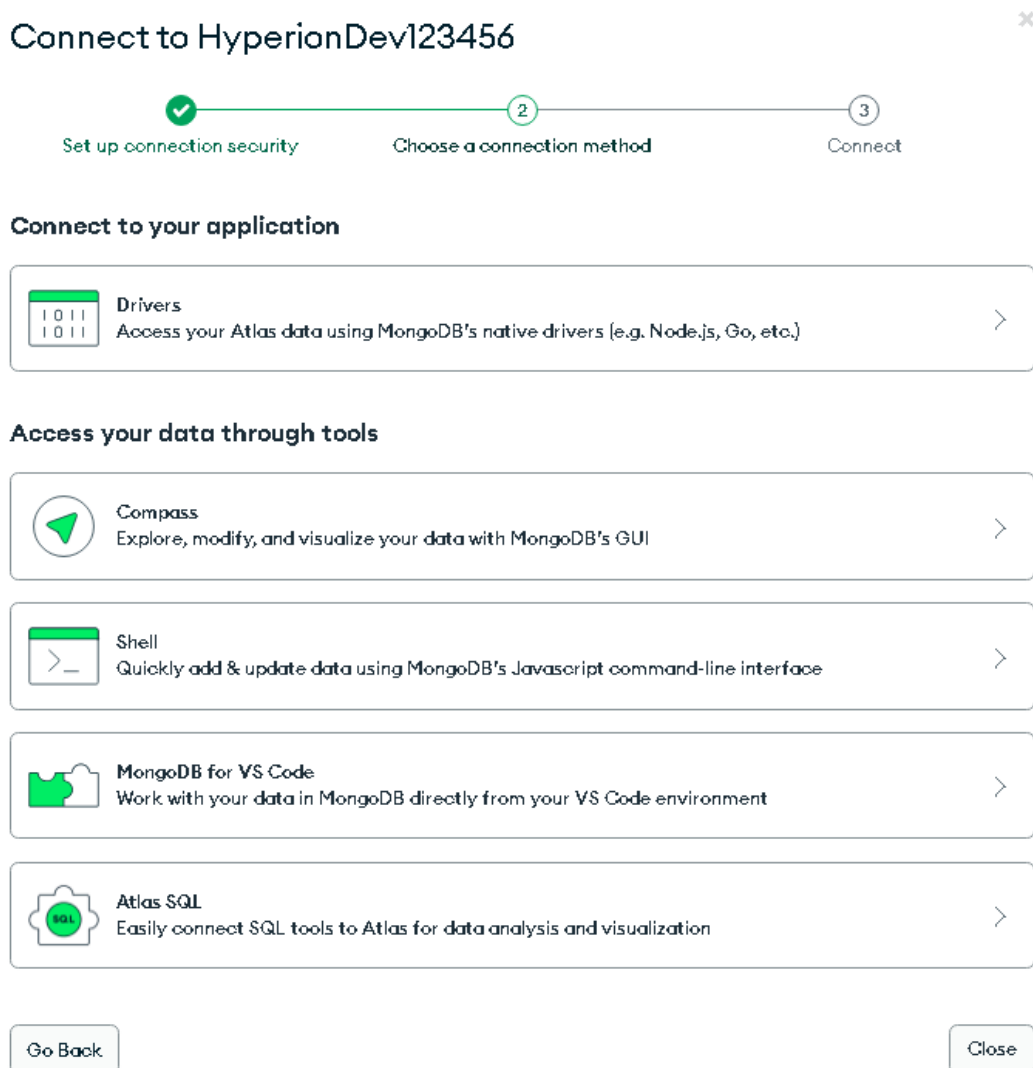 Connect to HyperionDev123456
2
3
Set up connection security
Choose a connection method
Connect
Connect to your application
1011
1011
Drivers
Access your Atlas data using MongoDB's native drivers (e.g. Node.js, Go, etc.)
Access your data through tools
Compass
Explore, modify, and visualize your data with MongoDB's GUI
>_
Shell
Quickly add & update data using MongoDB's Javascript command-line interface
MongoDB for VS Code
Work with your data in MongoDB directly from your VS Code environment
SQL
Atlas SQL
Easily connect SQL tools to Atlas for data analysis and visualization
Go Back
Close